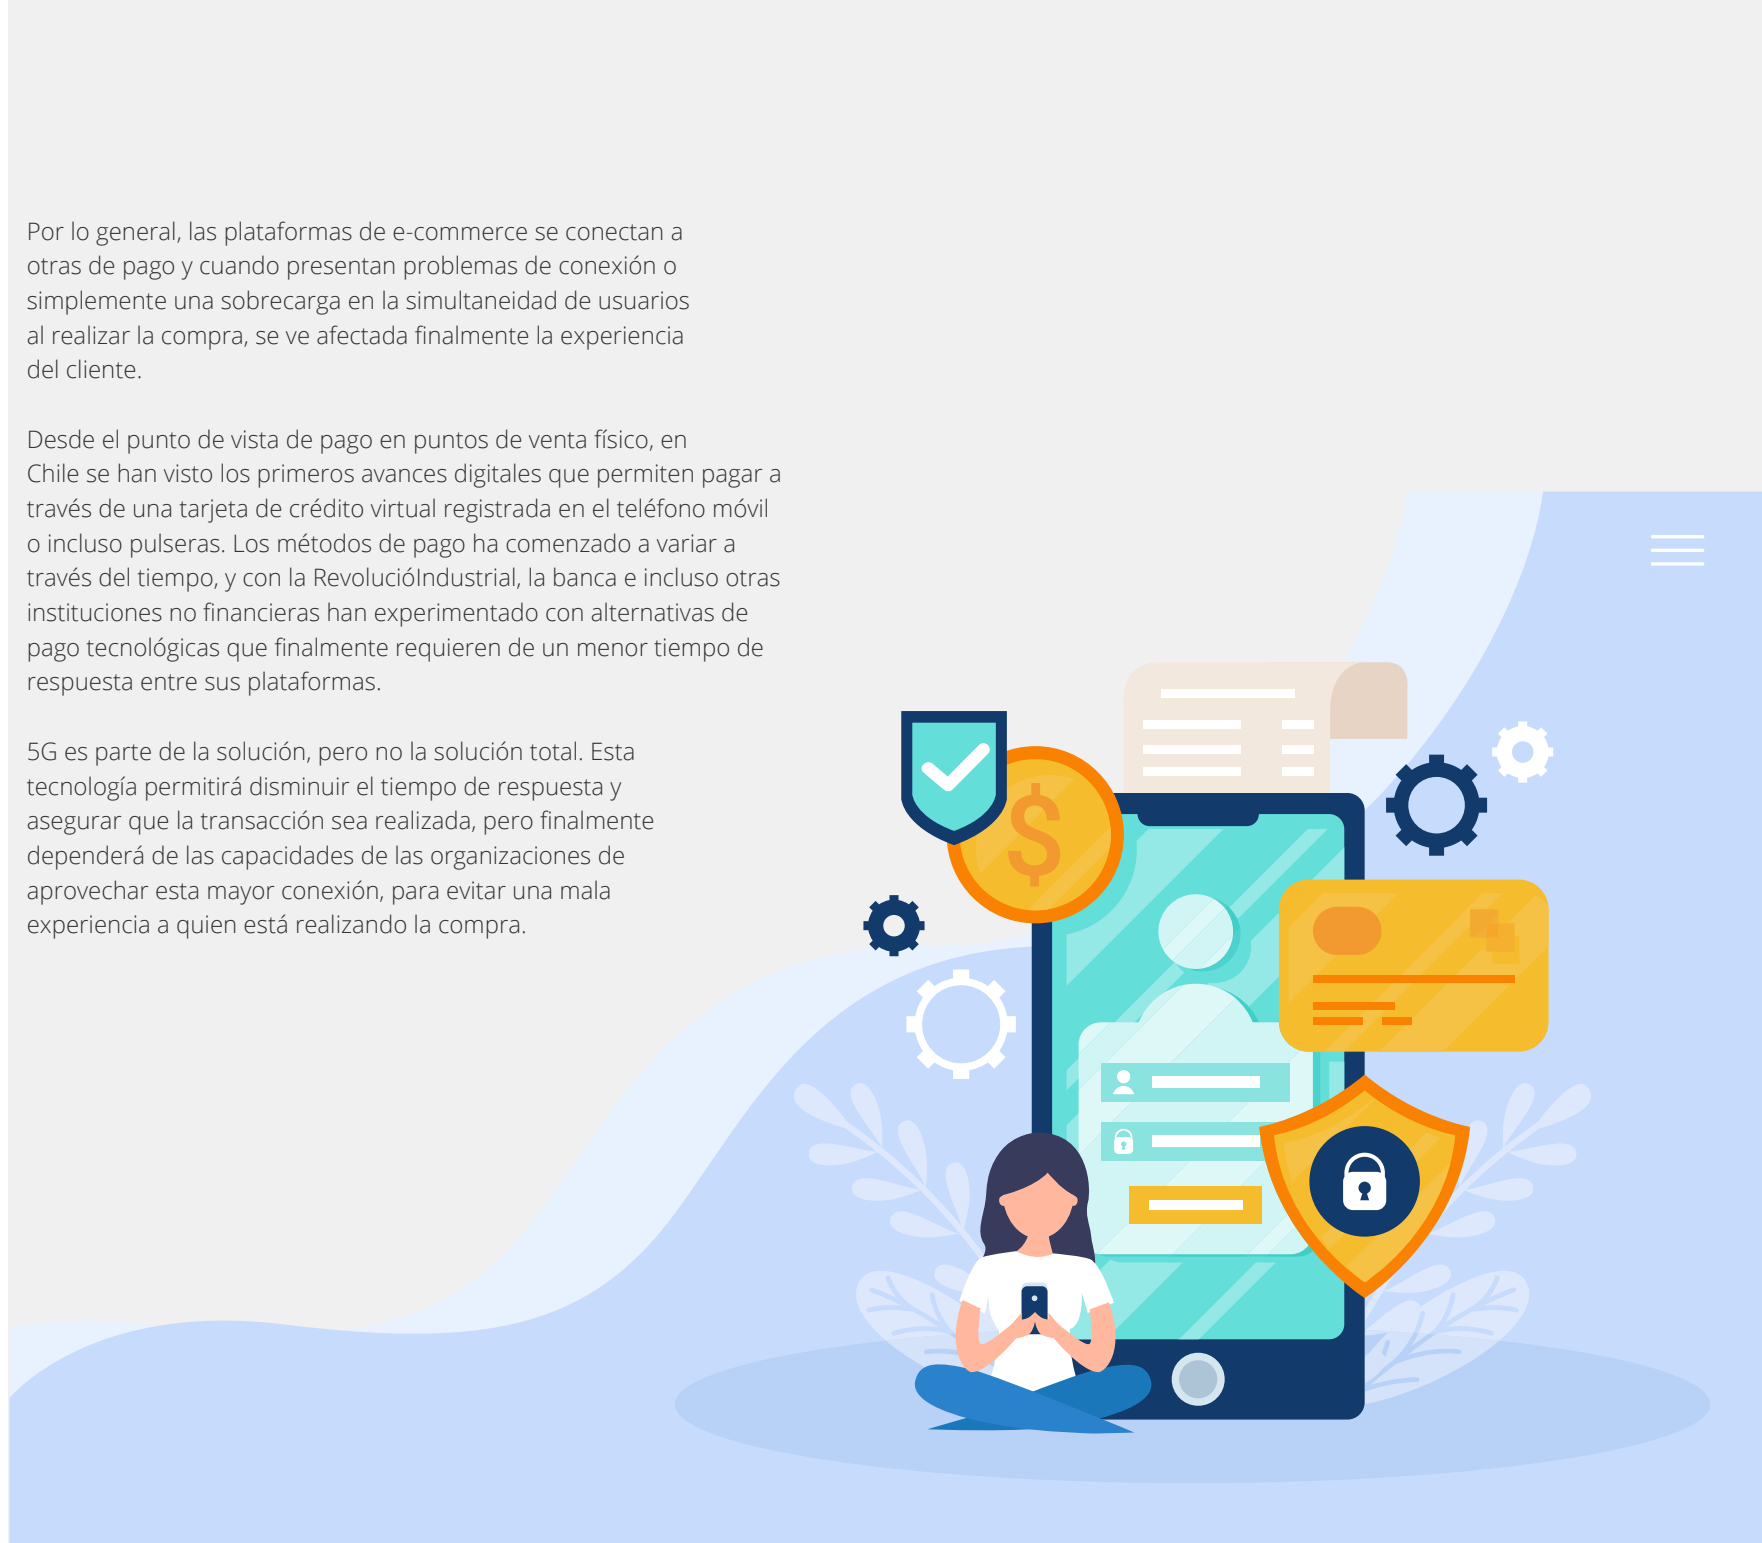 Por lo general, las plataformas de e-commerce se conectan a
otras de pago y cuando presentan problemas de conexión o
simplemente una sobrecarga en la simultaneidad de usuarios
al realizar la compra, se ve afectada finalmente la experiencia
del cliente.
Desde el punto de vista de pago en puntos de venta físico, en
Chile se han visto los primeros avances digitales que permiten pagar a
través de una tarjeta de crédito virtual registrada en el teléfono móvil
o incluso pulseras. Los métodos de pago ha comenzado a variar a
través del tiempo, y con la RevolucióIndustrial, la banca e incluso otras
instituciones no financieras han experimentado con alternativas de
pago tecnológicas que finalmente requieren de un menor tiempo de
respuesta entre sus plataformas.
5G es parte de la solución, pero no la solución total. Esta
tecnología permitirá disminuir el tiempo de respuesta y
asegurar que la transacción sea realizada, pero finalmente
dependerá de las capacidades de las organizaciones de
aprovechar esta mayor conexión, para evitar una mala
experiencia a quien está realizando la compra.
$